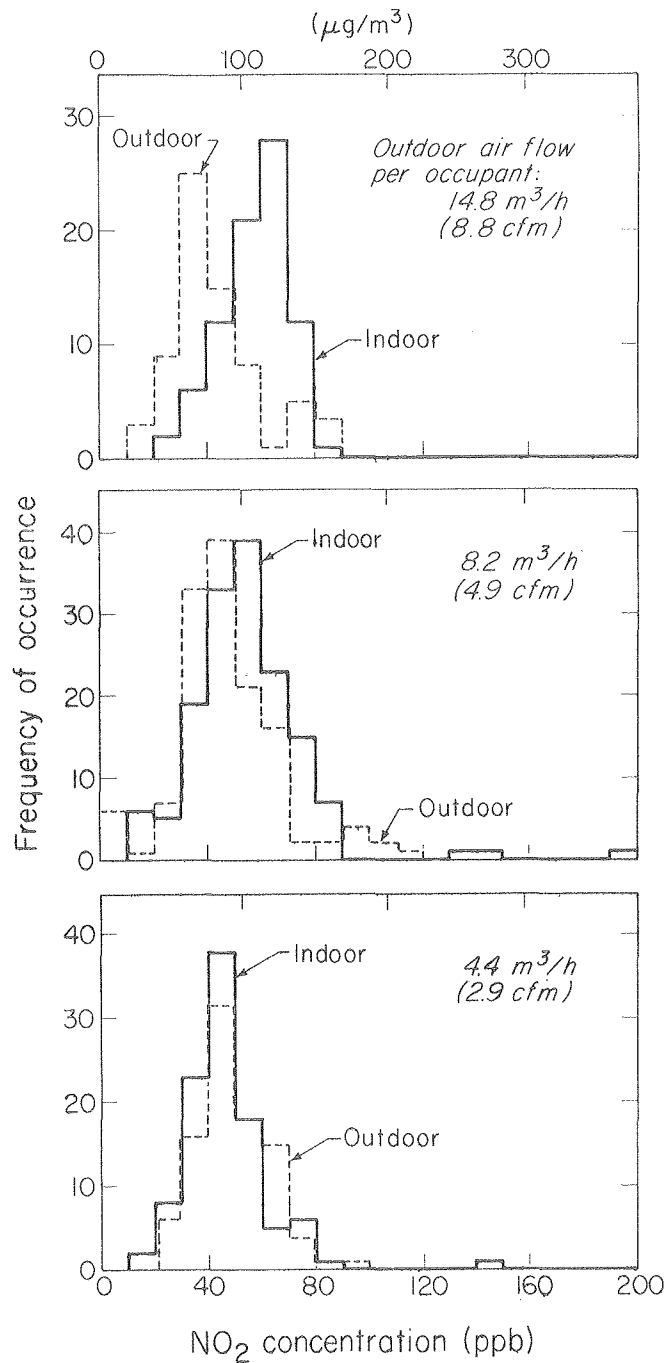 (μg/m³)
0 100 200 300
30
20
10
0
Outdoor
Outdoor air flow
per occupant:
14.8 m³/h
(8.8 cfm)
Indoor
40
30
20
10
0
Indoor
8.2 m³/h
(4.9 cfm)
Outdoor
Frequency of occurrence
40
30
20
10
0
Indoor
4.4 m³/h
(2.9 cfm)
Outdoor
0 40 80 120 160 200
NO₂ concentration (ppb)